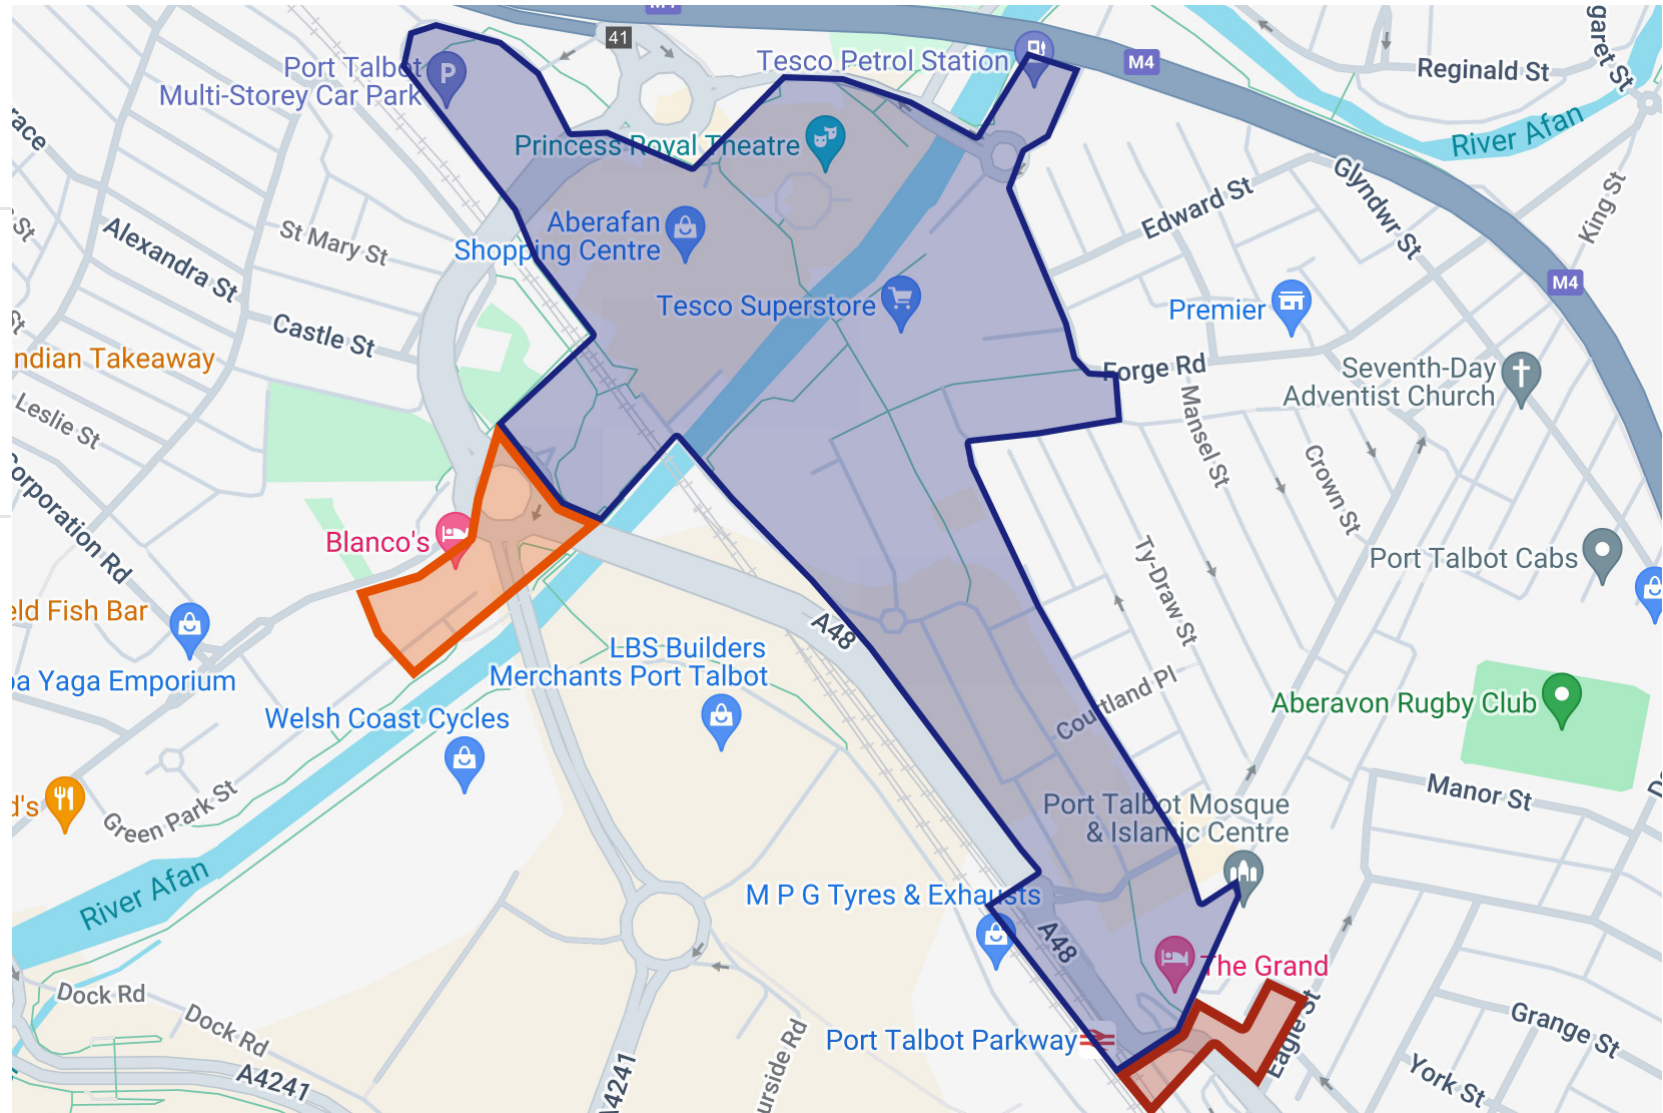 M4
41
Port Talbot
Multi-Storey Car Park
P
Tesco Petrol Station
M4
Reginald St
River Afan
Princess Royal Theatre
Edward St
Glyndwr St
King St
Alexandra St
St Mary St
Aberafan
Shopping Centre
Castle St
Tesco Superstore
Premier
M4
Takeaway
Forge Rd
Seventh-Day
Adventist Church
Leslie St
Mansel St
Crown St
Corporation Rd
Blanco's
Ty-Draw St
Port Talbot Cabs
Fish Bar
A48
LBS Builders
Merchants Port Talbot
Yaga Emporium
Courtland Pl
Aberavon Rugby Club
Welsh Coast Cycles
Green Park St
Manor St
Port Talbot Mosque
& Islamic Centre
River Afan
M P G Tyres & Exhausts
A48
The Grand
Dock Rd
Dock Rd
Port Talbot Parkway
Eagle St
Grange St
York St
A4241
A4241